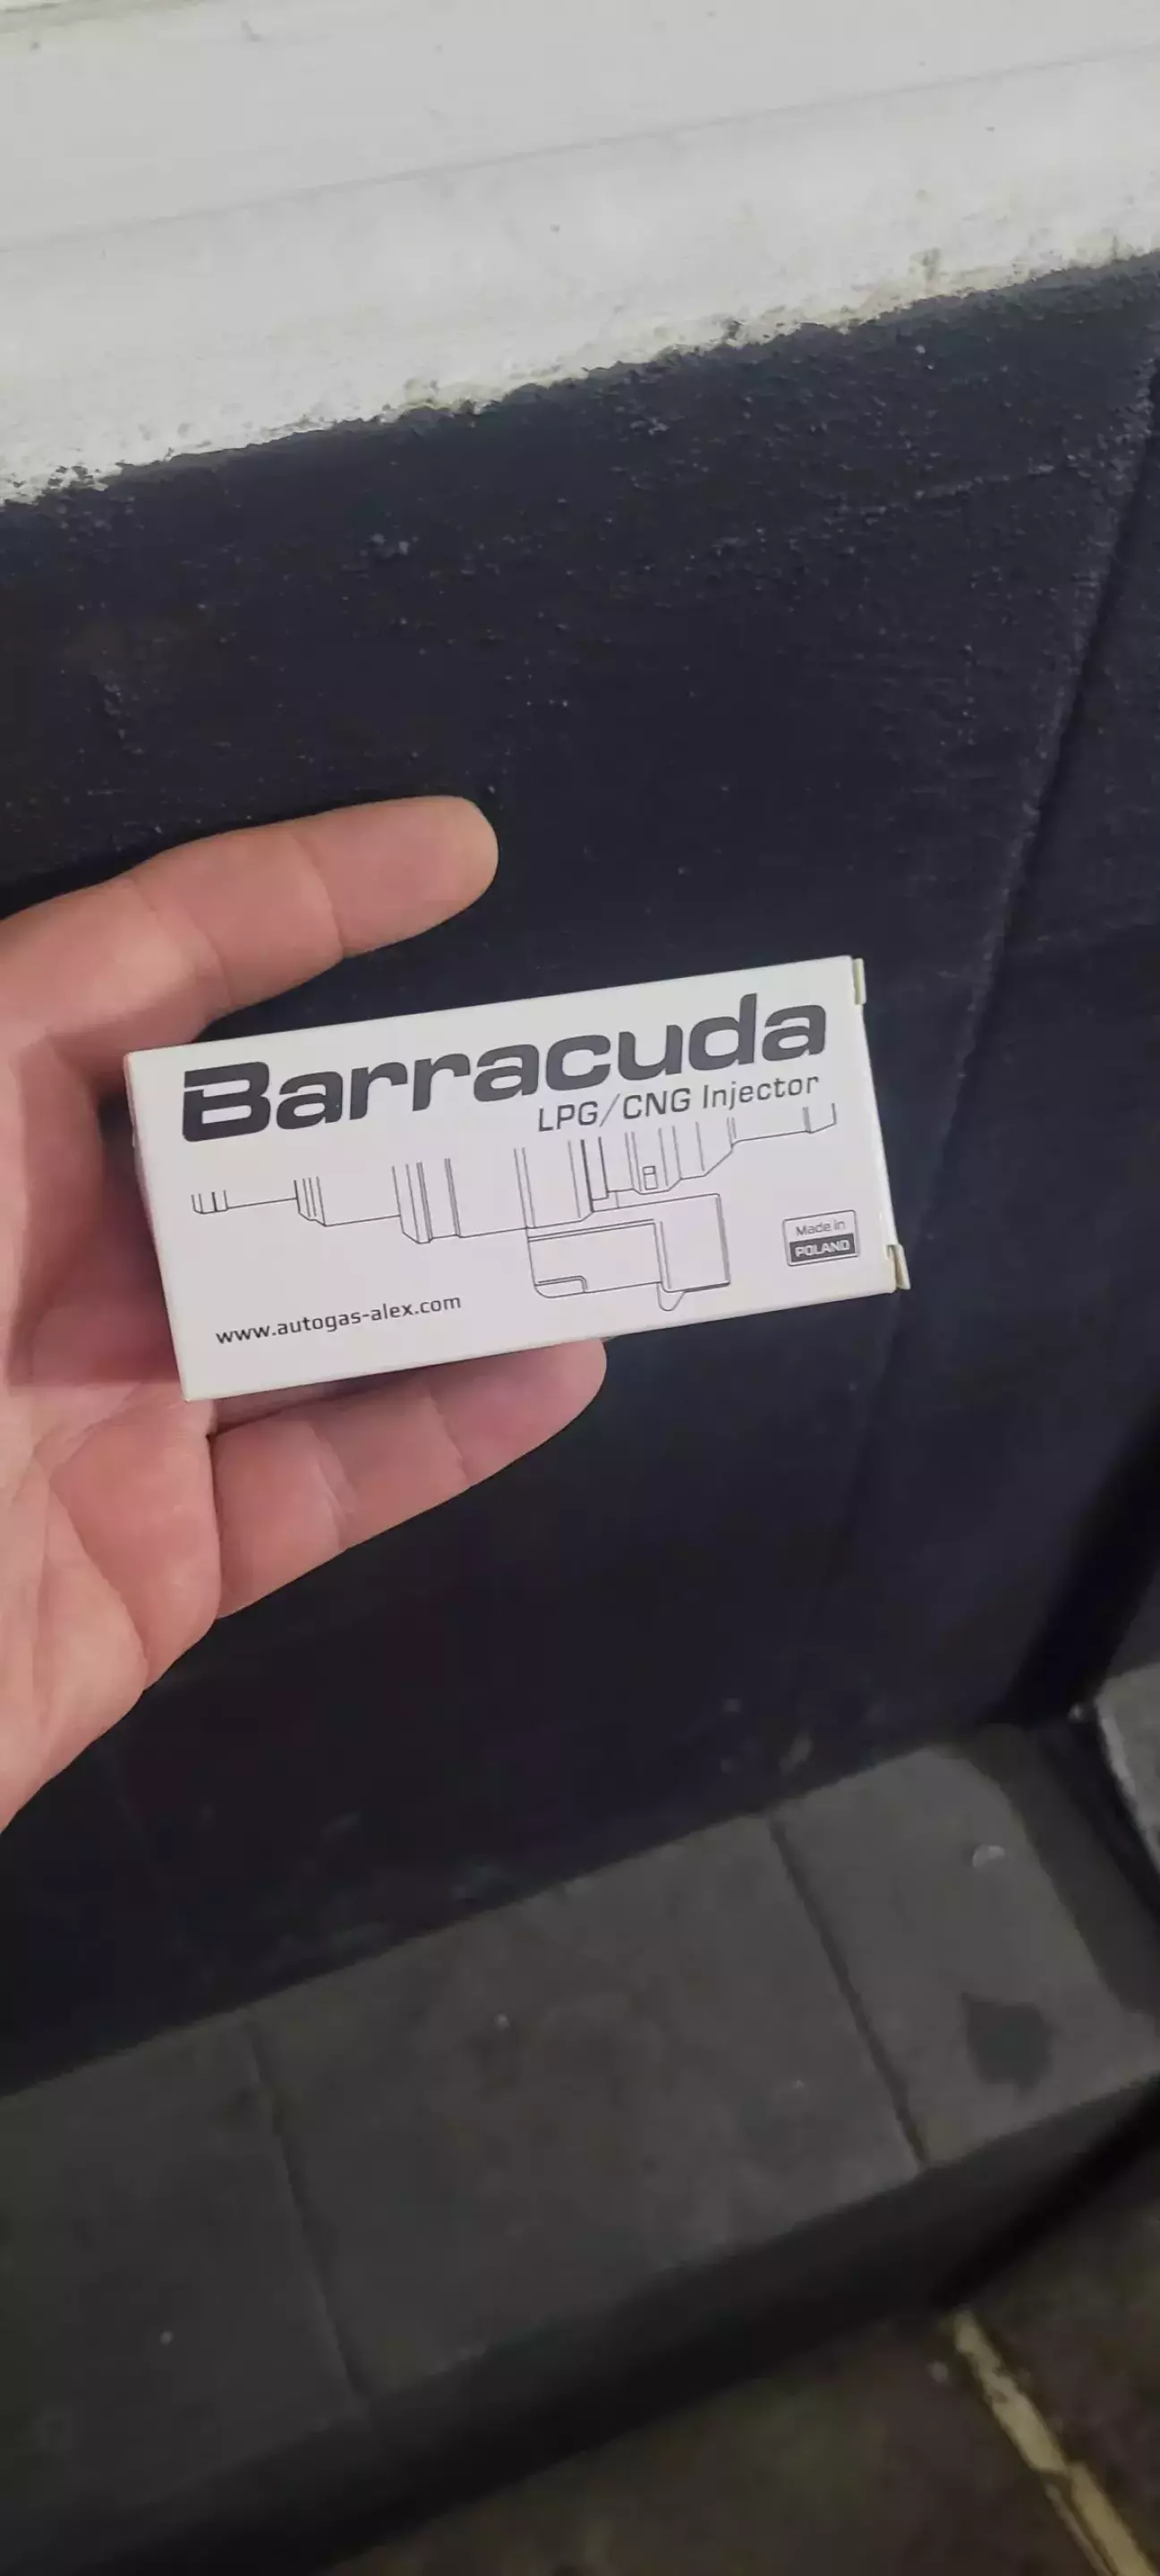 Barracuda
LPG/CNG Injector
Made in
POLAND
www.autogas-alex.com